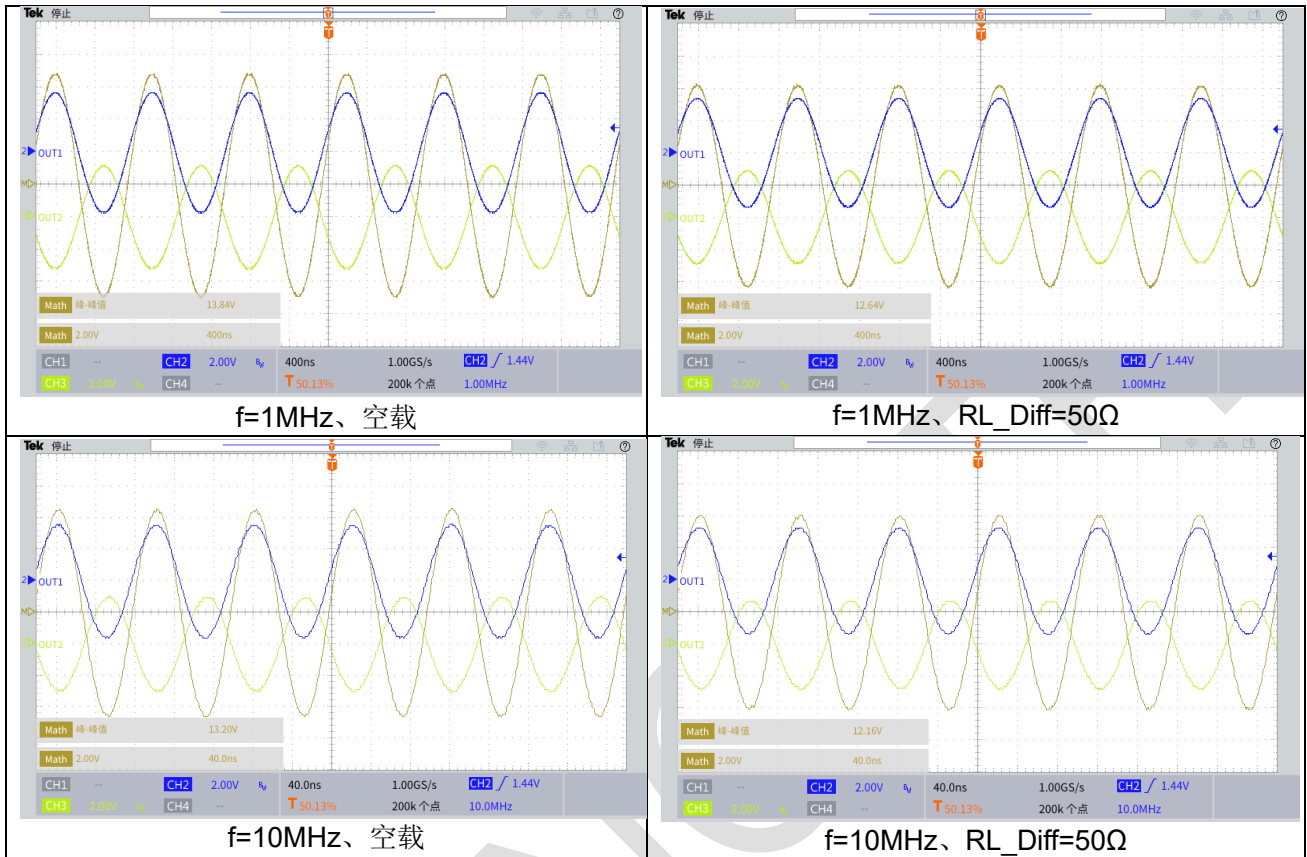 Tek 停止
T
T
2 OUT1
M
OUT2
Math 峰-峰值 13.84V
Math 2.00V 400ns
CH1 -- CH2 2.00V BW 400ns 1.00GS/s CH2 1.44V
CH3 2.00V CH4 -- T 50.13% 200k 个点 1.00MHz
f=1MHz、空载
Tek 停止
T
T
2 OUT1
M
OUT2
Math 峰-峰值 12.64V
Math 2.00V 400ns
CH1 -- CH2 2.00V BW 400ns 1.00GS/s CH2 1.44V
CH3 2.00V CH4 -- T 50.13% 200k 个点 1.00MHz
f=1MHz、RL_Diff=50Ω
Tek 停止
T
T
2 OUT1
M
OUT2
Math 峰-峰值 13.20V
Math 2.00V 40.0ns
CH1 -- CH2 2.00V BW 40.0ns 1.00GS/s CH2 1.44V
CH3 2.00V CH4 -- T 50.13% 200k 个点 10.0MHz
f=10MHz、空载
Tek 停止
T
T
2 OUT1
M
OUT2
Math 峰-峰值 12.16V
Math 2.00V 40.0ns
CH1 -- CH2 2.00V BW 40.0ns 1.00GS/s CH2 1.44V
CH3 2.00V CH4 -- T 50.13% 200k 个点 10.0MHz
f=10MHz、RL_Diff=50Ω